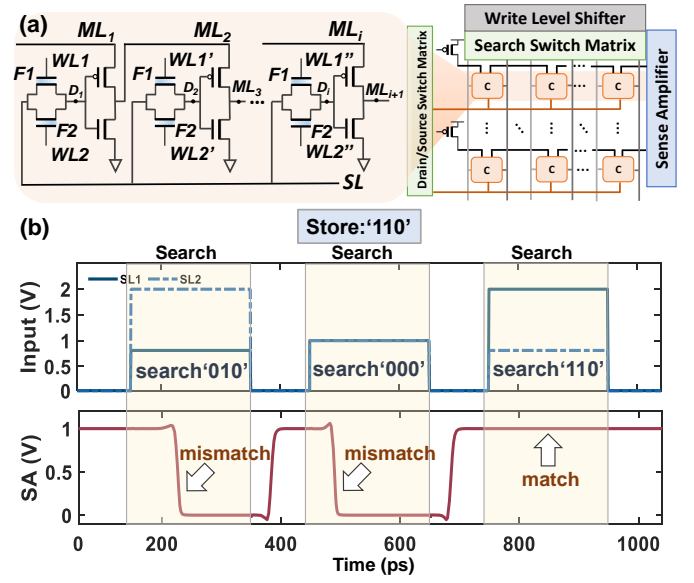 (a)
ML1
ML2
MLi
WL1
WL1'
WL1''
F1
F1
F1
D1
D2
Di
ML3
...
MLi+1
F2
F2
F2
WL2
WL2'
WL2''
SL
Write Level Shifter
Search Switch Matrix
Drain/Source Switch Matrix
Sense Amplifier
C C ... C
C C ... C
(b)
Store:‘110’
Search Search Search
SL1 SL2
Input (V)
2
1.5
1
0.5
0
search‘010’ search‘000’ search‘110’
SA (V)
1
0.5
0
mismatch mismatch match
200 400 600 800 1000
Time (ps)